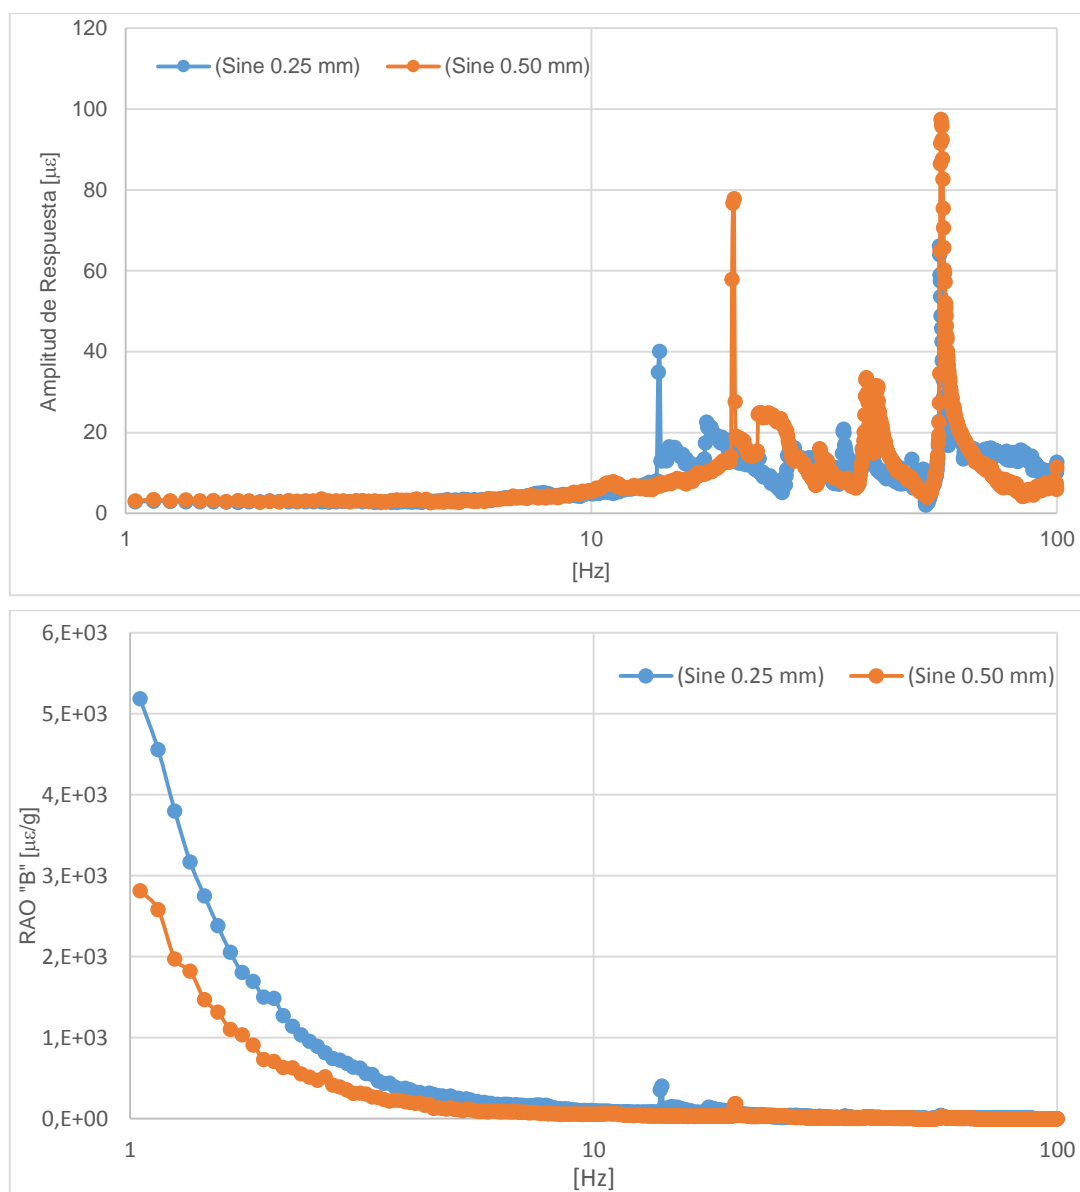 120
100
80
60
40
20
0
Amplitud de Respuesta [με]
(Sine 0.25 mm) (Sine 0.50 mm)
1 10 100
[Hz]
6,E+03
5,E+03
4,E+03
3,E+03
2,E+03
1,E+03
0,E+00
RAO "B" [με/g]
(Sine 0.25 mm) (Sine 0.50 mm)
1 10 100
[Hz]